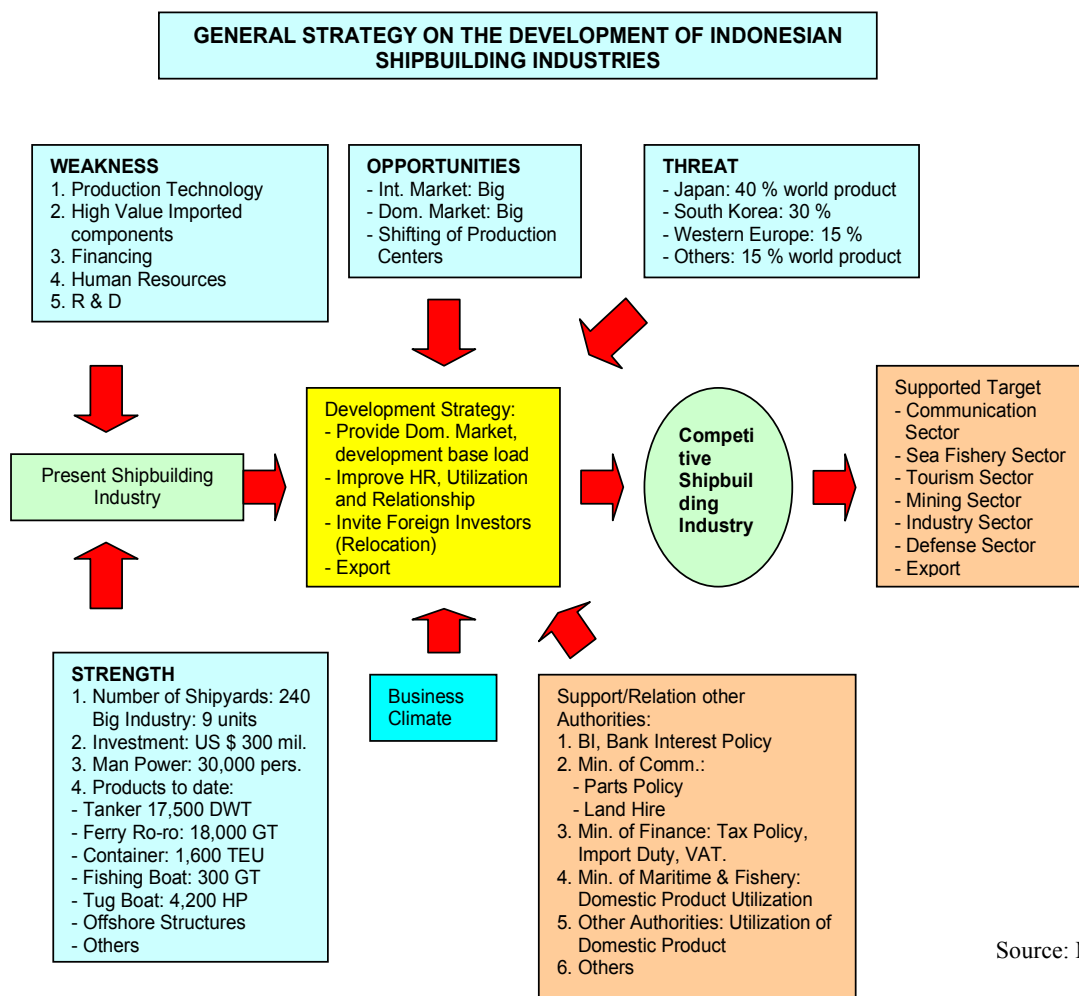 GENERAL STRATEGY ON THE DEVELOPMENT OF INDONESIAN
SHIPBUILDING INDUSTRIES
WEAKNESS
1. Production Technology
2. High Value Imported
components
3. Financing
4. Human Resources
5. R & D
OPPORTUNITIES
- Int. Market: Big
- Dom. Market: Big
- Shifting of Production
Centers
THREAT
- Japan: 40 % world product
- South Korea: 30 %
- Western Europe: 15 %
- Others: 15 % world product
Present Shipbuilding
Industry
Development Strategy:
- Provide Dom. Market,
development base load
- Improve HR, Utilization
and Relationship
- Invite Foreign Investors
(Relocation)
- Export
Competi
tive
Shipbuil
ding
Industry
Supported Target
- Communication
Sector
- Sea Fishery Sector
- Tourism Sector
- Mining Sector
- Industry Sector
- Defense Sector
- Export
STRENGTH
1. Number of Shipyards: 240
Big Industry: 9 units
2. Investment: US $ 300 mil.
3. Man Power: 30,000 pers.
4. Products to date:
- Tanker 17,500 DWT
- Ferry Ro-ro: 18,000 GT
- Container: 1,600 TEU
- Fishing Boat: 300 GT
- Tug Boat: 4,200 HP
- Offshore Structures
- Others
Business
Climate
Support/Relation other
Authorities:
1. BI, Bank Interest Policy
2. Min. of Comm.:
- Parts Policy
- Land Hire
3. Min. of Finance: Tax Policy,
Import Duty, VAT.
4. Min. of Maritime & Fishery:
Domestic Product Utilization
5. Other Authorities: Utilization of
Domestic Product
6. Others
Source: